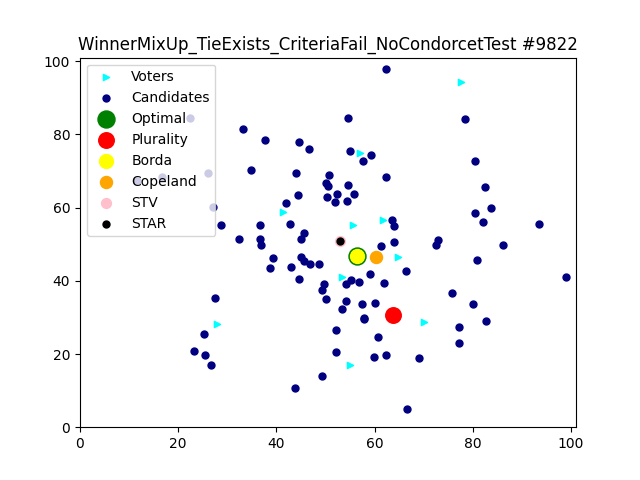 WinnerMixUp_TieExists_CriteriaFail_NoCondorcetTest #9822
100
80
60
40
20
0
Voters
Candidates
Optimal
Plurality
Borda
Copeland
STV
STAR
0 20 40 60 80 100